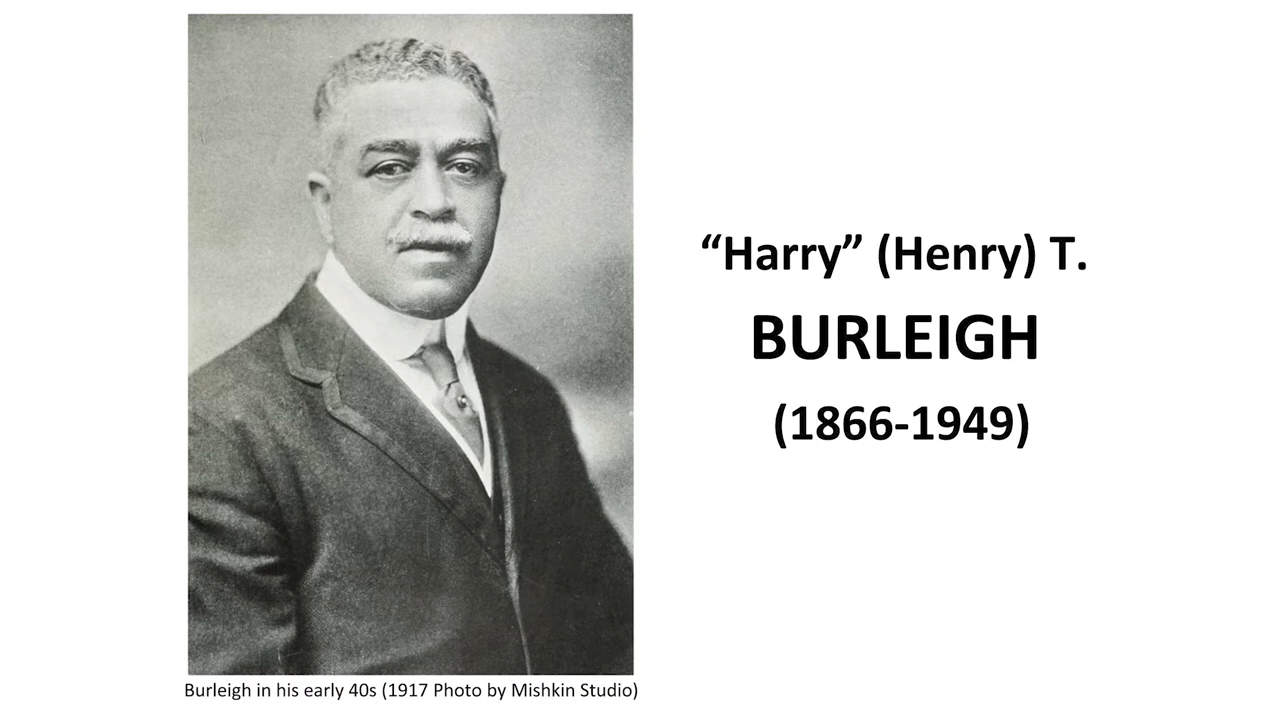 “Harry” (Henry) T.
BURLEIGH
(1866-1949)
Burleigh in his early 40s (1917 Photo by Mishkin Studio)